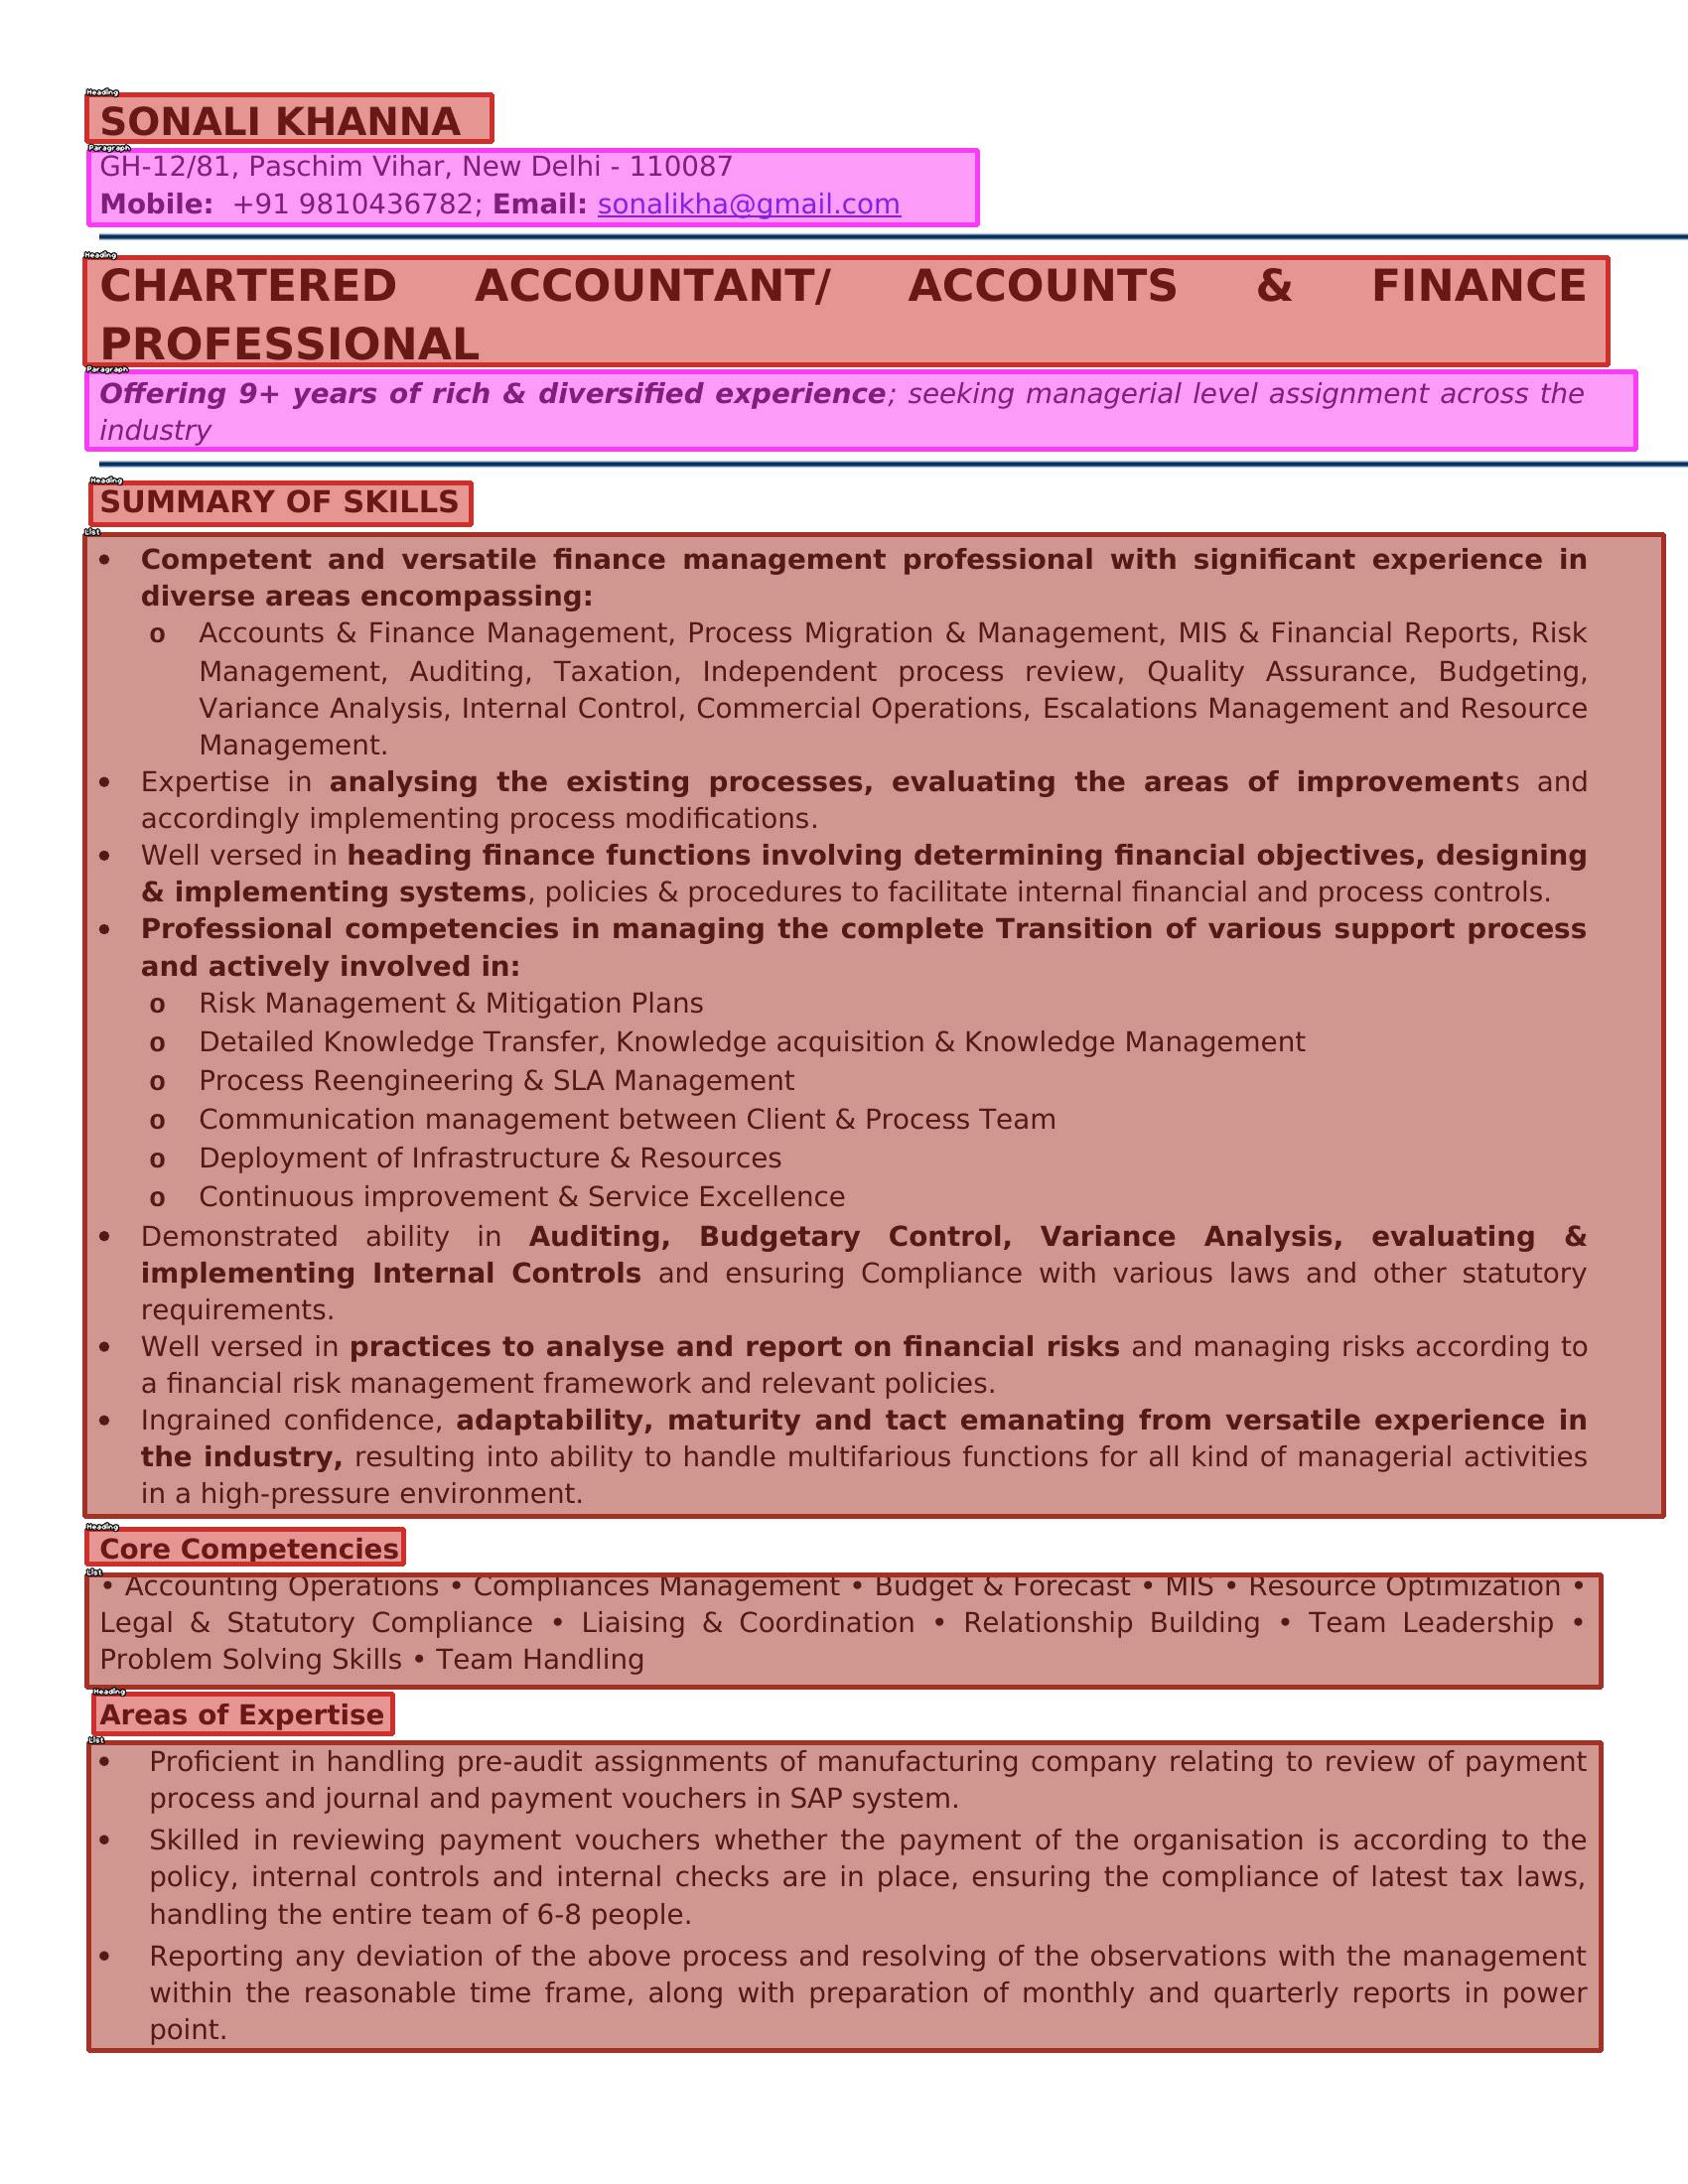 Heading
SONALI KHANNA
Paragraph
GH-12/81, Paschim Vihar, New Delhi - 110087
Mobile: +91 9810436782; Email: sonalikha@gmail.com
Heading
CHARTERED ACCOUNTANT/ ACCOUNTS & FINANCE
PROFESSIONAL
Paragraph
Offering 9+ years of rich & diversified experience; seeking managerial level assignment across the
industry
Heading
SUMMARY OF SKILLS
List
• Competent and versatile finance management professional with significant experience in
diverse areas encompassing:
o Accounts & Finance Management, Process Migration & Management, MIS & Financial Reports, Risk
Management, Auditing, Taxation, Independent process review, Quality Assurance, Budgeting,
Variance Analysis, Internal Control, Commercial Operations, Escalations Management and Resource
Management.
• Expertise in analysing the existing processes, evaluating the areas of improvements and
accordingly implementing process modifications.
• Well versed in heading finance functions involving determining financial objectives, designing
& implementing systems, policies & procedures to facilitate internal financial and process controls.
• Professional competencies in managing the complete Transition of various support process
and actively involved in:
o Risk Management & Mitigation Plans
o Detailed Knowledge Transfer, Knowledge acquisition & Knowledge Management
o Process Reengineering & SLA Management
o Communication management between Client & Process Team
o Deployment of Infrastructure & Resources
o Continuous improvement & Service Excellence
• Demonstrated ability in Auditing, Budgetary Control, Variance Analysis, evaluating &
implementing Internal Controls and ensuring Compliance with various laws and other statutory
requirements.
• Well versed in practices to analyse and report on financial risks and managing risks according to
a financial risk management framework and relevant policies.
• Ingrained confidence, adaptability, maturity and tact emanating from versatile experience in
the industry, resulting into ability to handle multifarious functions for all kind of managerial activities
in a high-pressure environment.
Heading
Core Competencies
List
• Accounting Operations • Compliances Management • Budget & Forecast • MIS • Resource Optimization •
Legal & Statutory Compliance • Liaising & Coordination • Relationship Building • Team Leadership •
Problem Solving Skills • Team Handling
Heading
Areas of Expertise
List
• Proficient in handling pre-audit assignments of manufacturing company relating to review of payment
process and journal and payment vouchers in SAP system.
• Skilled in reviewing payment vouchers whether the payment of the organisation is according to the
policy, internal controls and internal checks are in place, ensuring the compliance of latest tax laws,
handling the entire team of 6-8 people.
• Reporting any deviation of the above process and resolving of the observations with the management
within the reasonable time frame, along with preparation of monthly and quarterly reports in power
point.